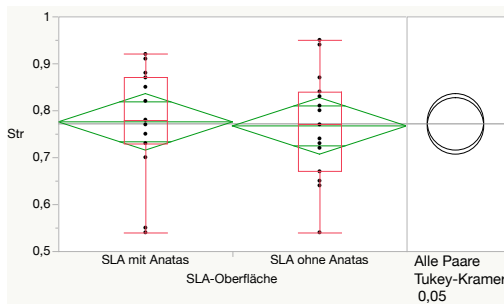 1
0,9
0,8
Str
0,7
0,6
0,5
SLA mit Anatas
SLA ohne Anatas
SLA-Oberfläche
Alle Paare
Tukey-Kramer
0,05